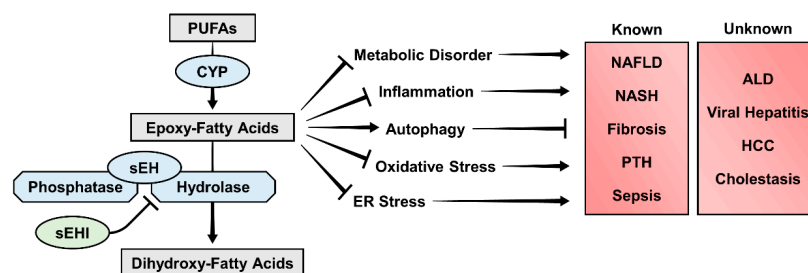 PUFAs
CYP
Epoxy-Fatty Acids
sEH
Phosphatase
Hydrolase
sEHI
Dihydroxy-Fatty Acids
Metabolic Disorder
Inflammation
Autophagy
Oxidative Stress
ER Stress
Known
NAFLD
NASH
Fibrosis
PTH
Sepsis
Unknown
ALD
Viral Hepatitis
HCC
Cholestasis